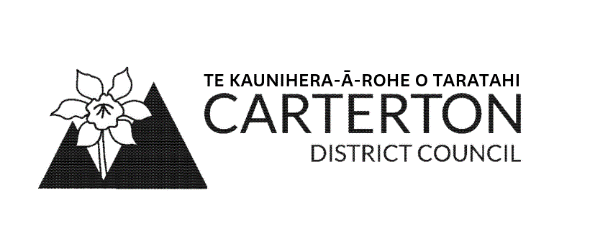 TE KAUNIHERA-Ā-ROHE O TARATAHI
CARTERTON
DISTRICT COUNCIL